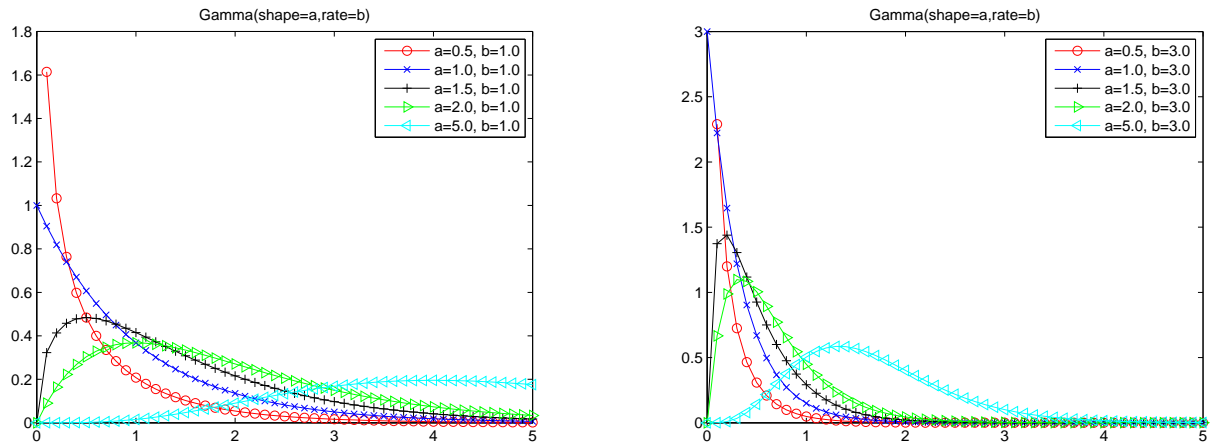 Gamma(shape=a,rate=b)
1.8
1.6
1.4
1.2
1
0.8
0.6
0.4
0.2
0
0 1 2 3 4 5
a=0.5, b=1.0
a=1.0, b=1.0
a=1.5, b=1.0
a=2.0, b=1.0
a=5.0, b=1.0
Gamma(shape=a,rate=b)
3
2.5
2
1.5
1
0.5
0
0 1 2 3 4 5
a=0.5, b=3.0
a=1.0, b=3.0
a=1.5, b=3.0
a=2.0, b=3.0
a=5.0, b=3.0